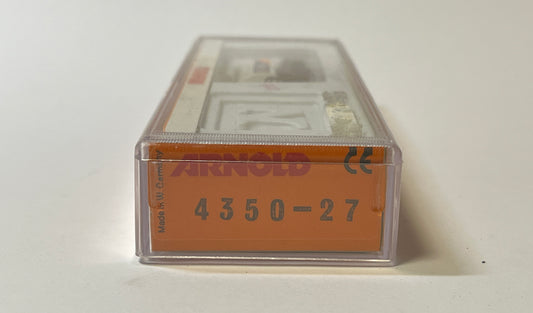 ARNOLD
CE
4350-27
Made in W. Germany